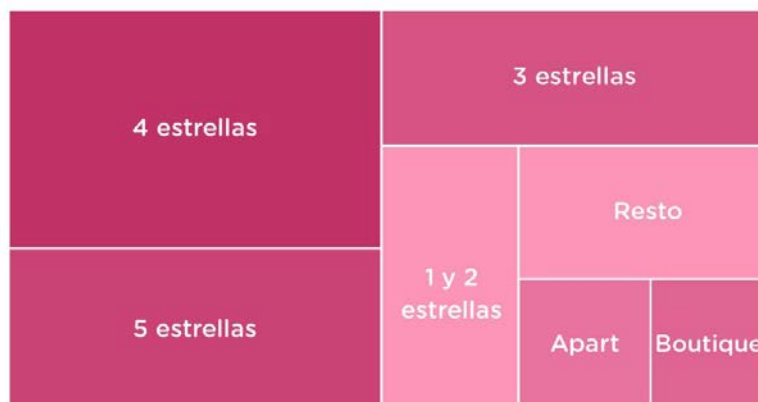 4 estrellas
3 estrellas
Resto
1 y 2
estrellas
5 estrellas
Apart
Boutique